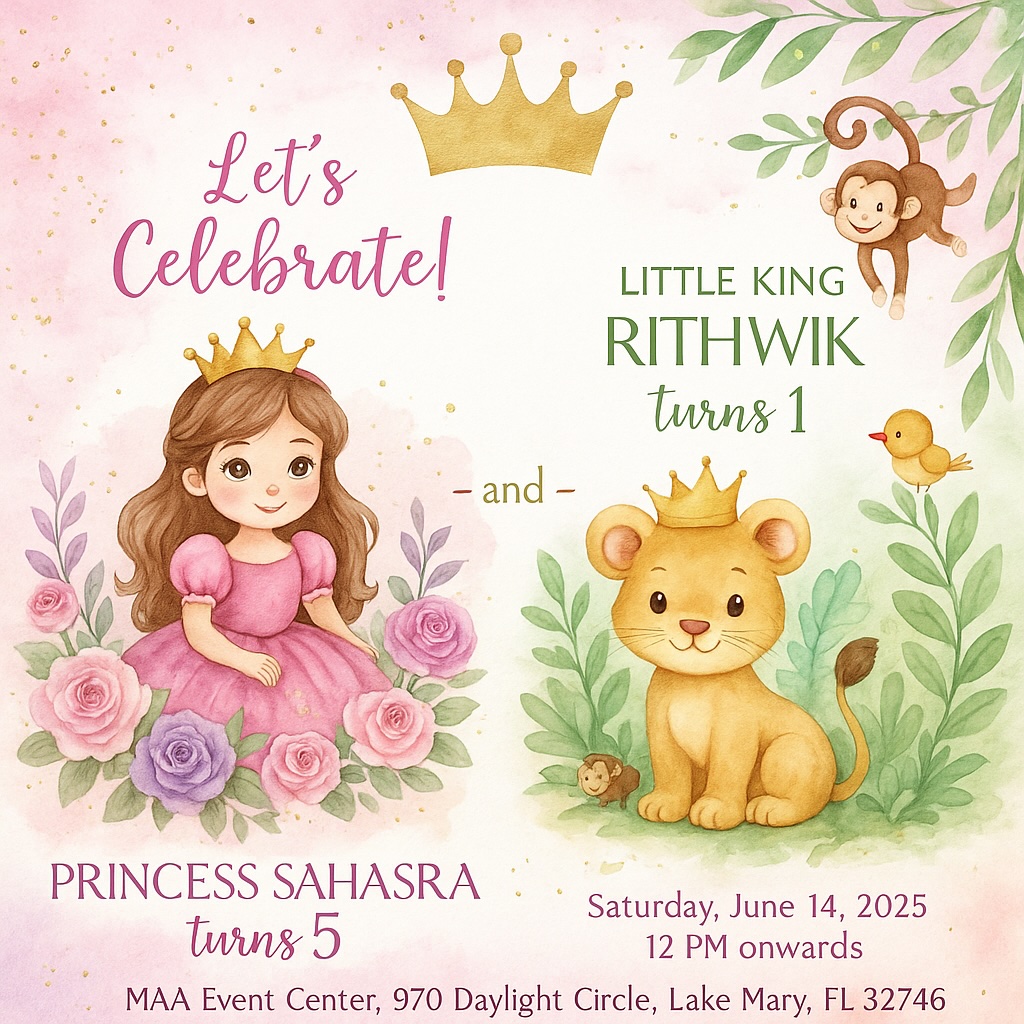 Let's
Celebrate!
PRINCESS SAHASRA
turns 5
- and -
LITTLE KING
RITHWIK
turns 1
Saturday, June 14, 2025
12 PM onwards
MAA Event Center, 970 Daylight Circle, Lake Mary, FL 32746